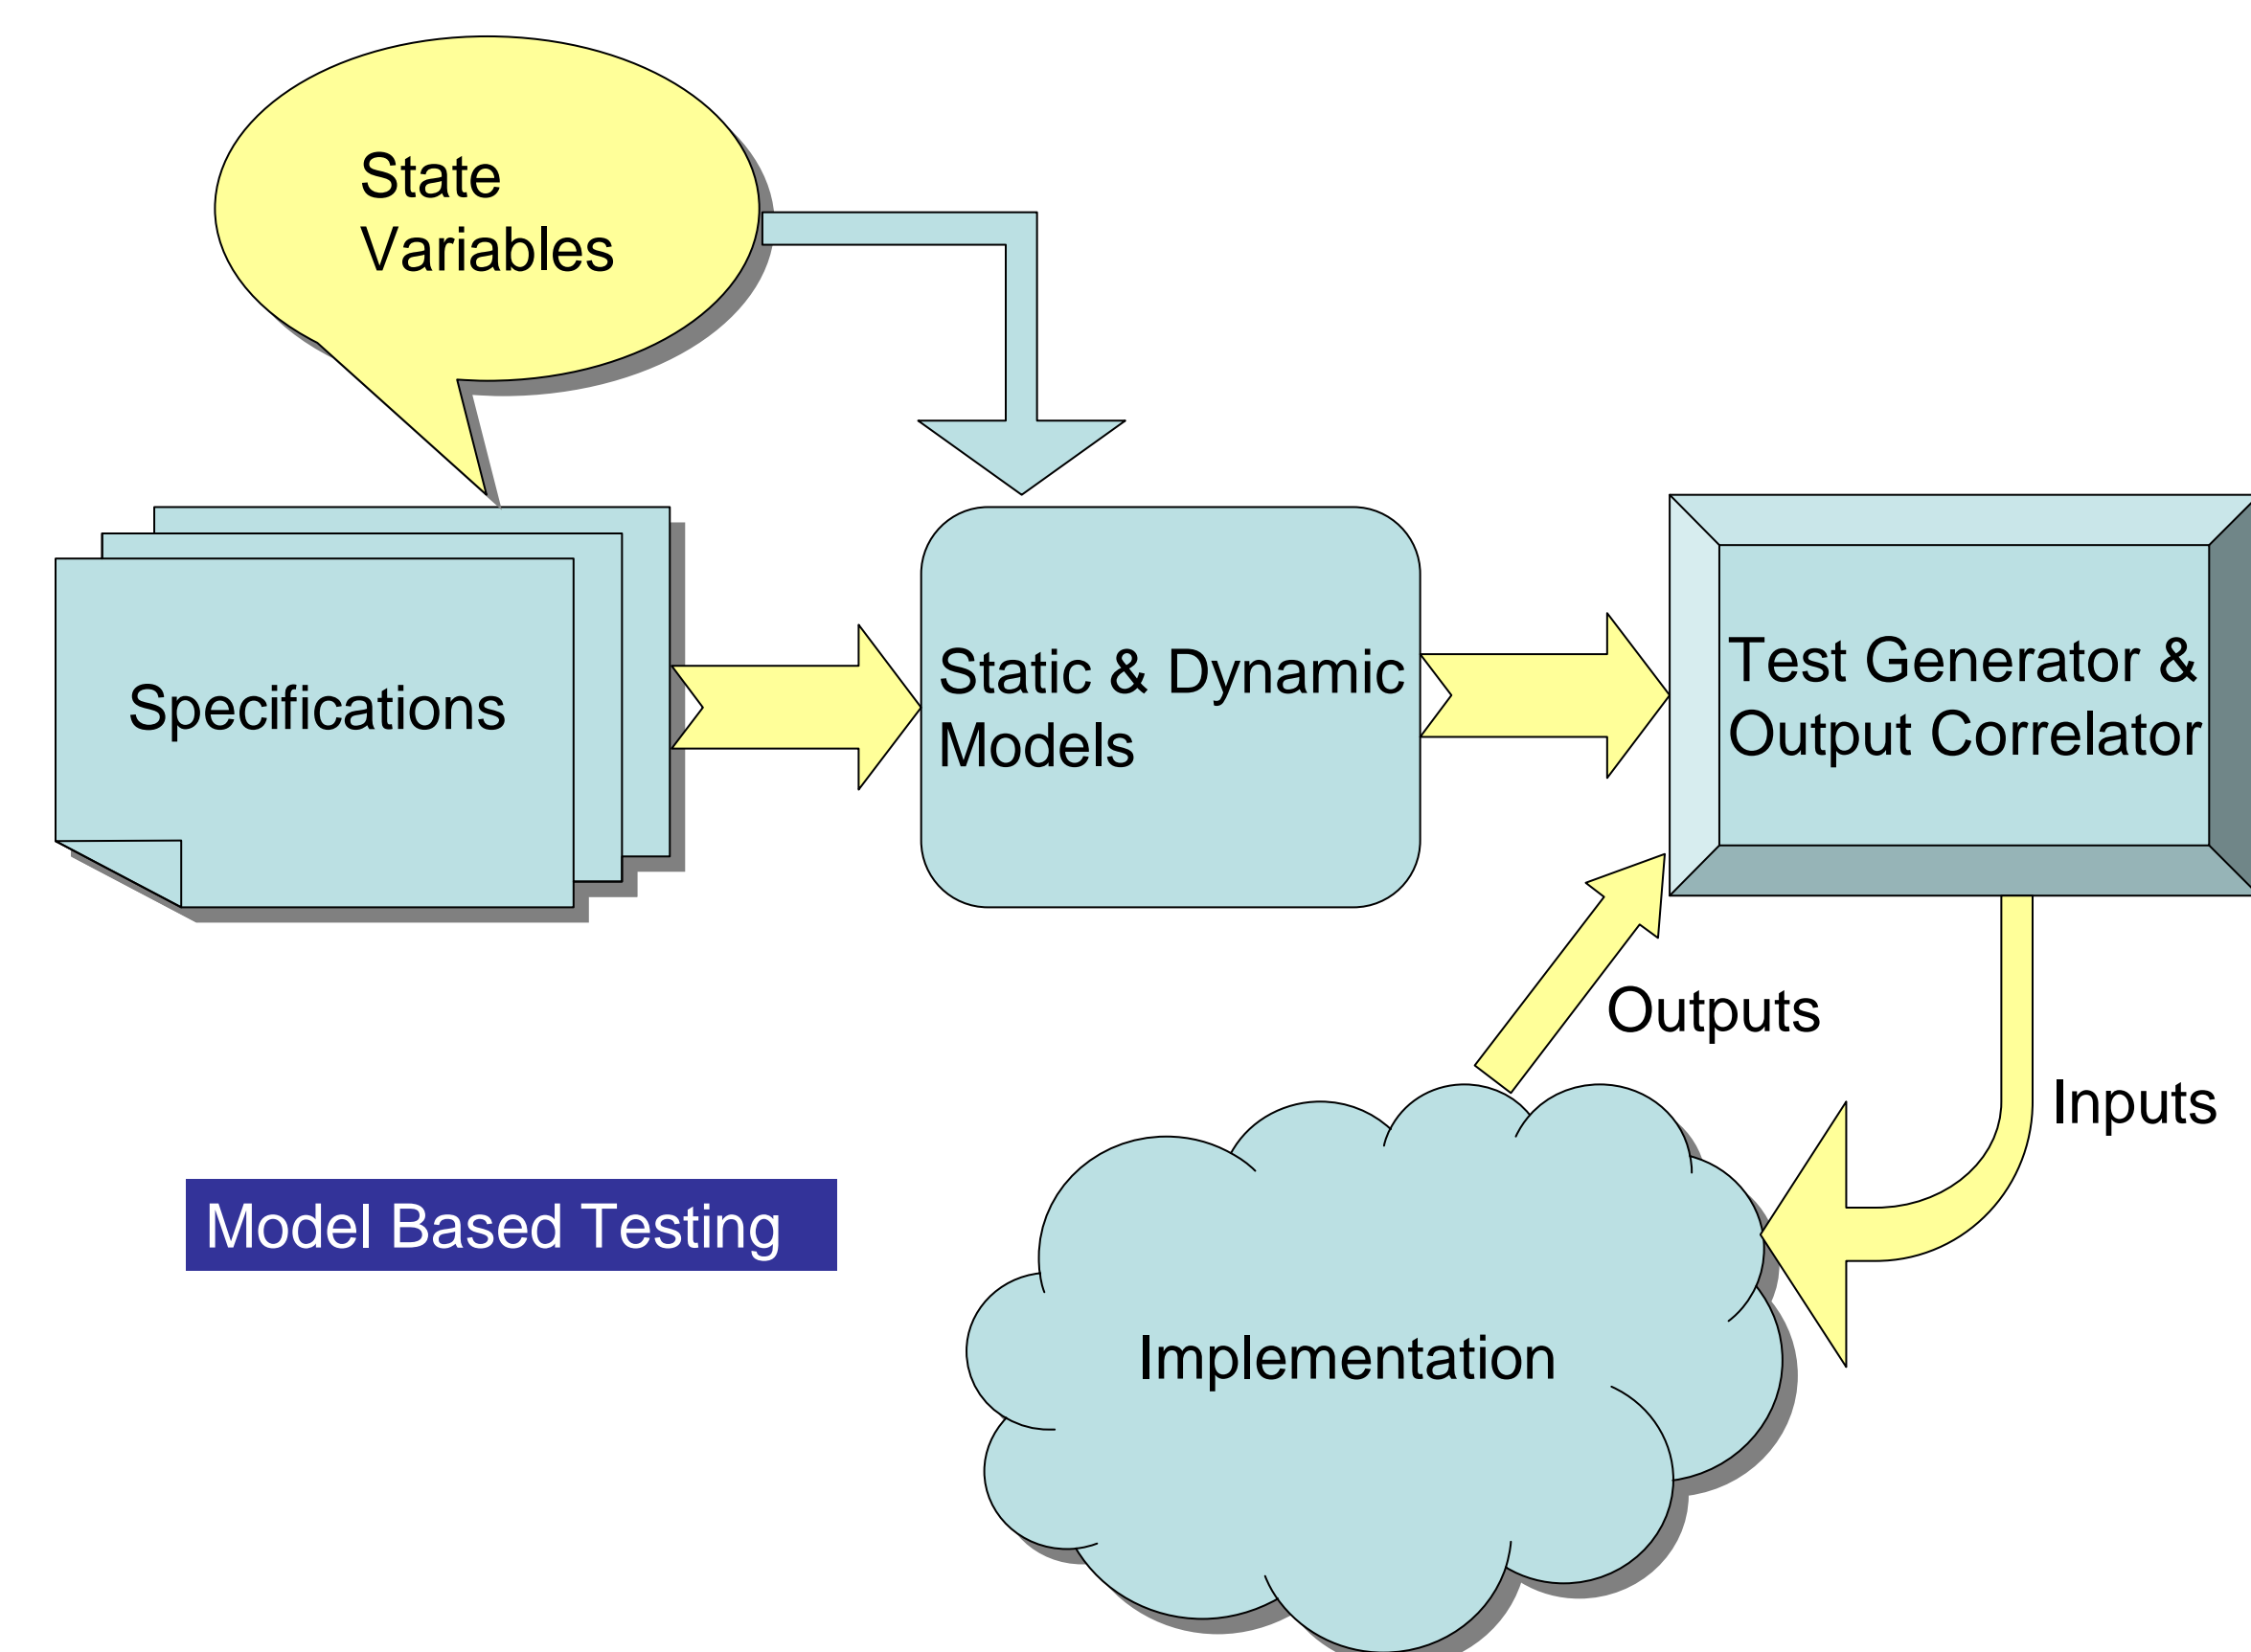 State
Variables
Specifications
Static & Dynamic
Models
Test Generator &
Output Correlator
Outputs
Inputs
Model Based Testing
Implementation